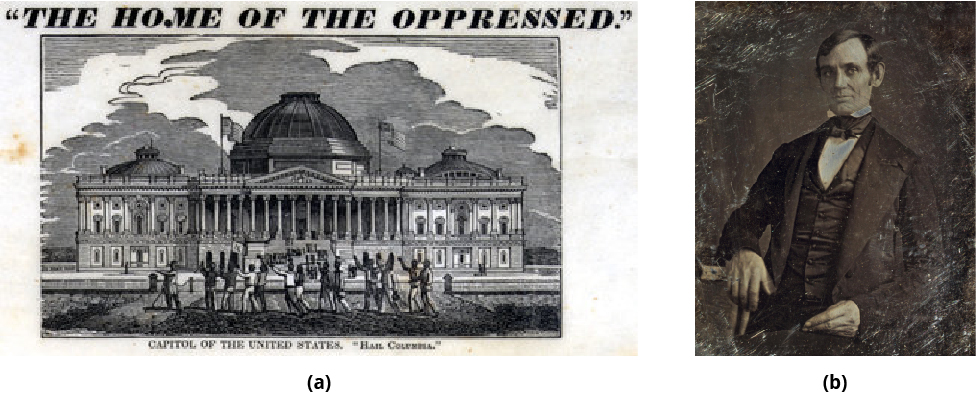 “THE HOME OF THE OPPRESSED.”
CAPITOL OF THE UNITED STATES. “HAIL COLUMBIA.”
(a)
(b)